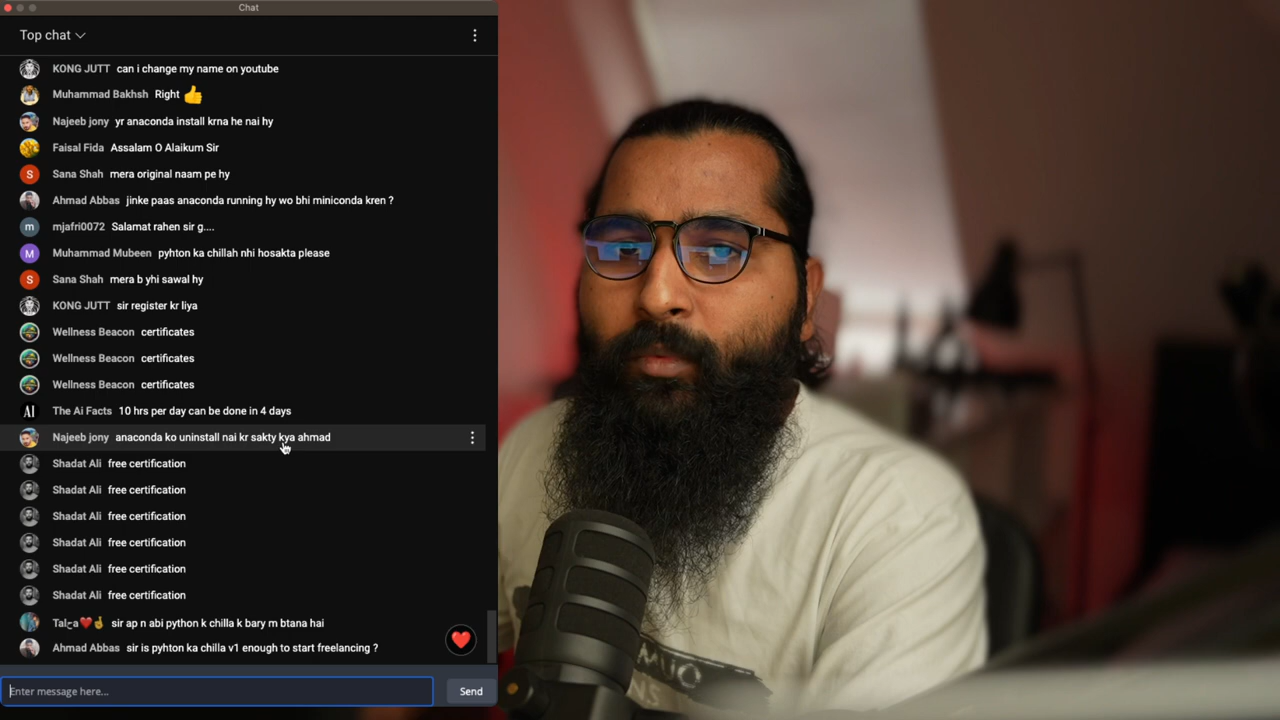 Chat
Top chat
KONG JUTT can i change my name on youtube
Muhammad Bakhsh Right 👍
Najeeb jony yr anaconda install krna he nai hy
Faisal Fida Assalam O Alaikum Sir
S Sana Shah mera original naam pe hy
Ahmad Abbas jinke paas anaconda running hy wo bhi miniconda kren ?
m mjafri0072 Salamat rahen sir g....
M Muhammad Mubeen pyhton ka chillah nhi hosakta please
S Sana Shah mera b yhi sawal hy
KONG JUTT sir register kr liya
Wellness Beacon certificates
Wellness Beacon certificates
Wellness Beacon certificates
AI The Ai Facts 10 hrs per day can be done in 4 days
Najeeb jony anaconda ko uninstall nai kr sakty kya ahmad
Shadat Ali free certification
Shadat Ali free certification
Shadat Ali free certification
Shadat Ali free certification
Shadat Ali free certification
Shadat Ali free certification
Talحa❤️🤞 sir ap n abi python k chilla k bary m btana hai
Ahmad Abbas sir is pyhton ka chilla v1 enough to start freelancing ?
Enter message here...
Send